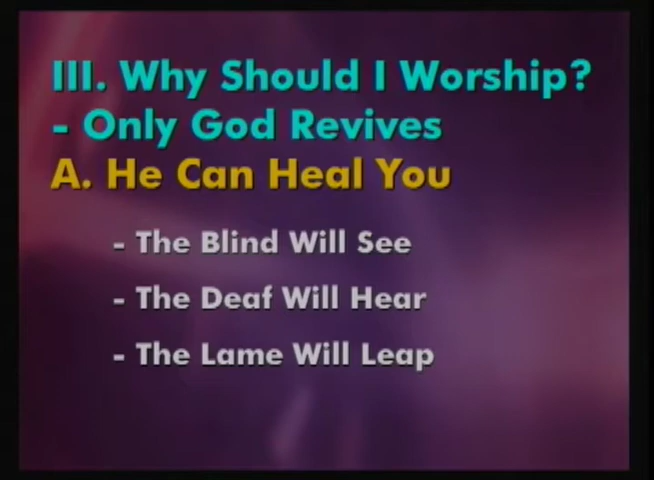 III. Why Should I Worship?
- Only God Revives
A. He Can Heal You
- The Blind Will See
- The Deaf Will Hear
- The Lame Will Leap